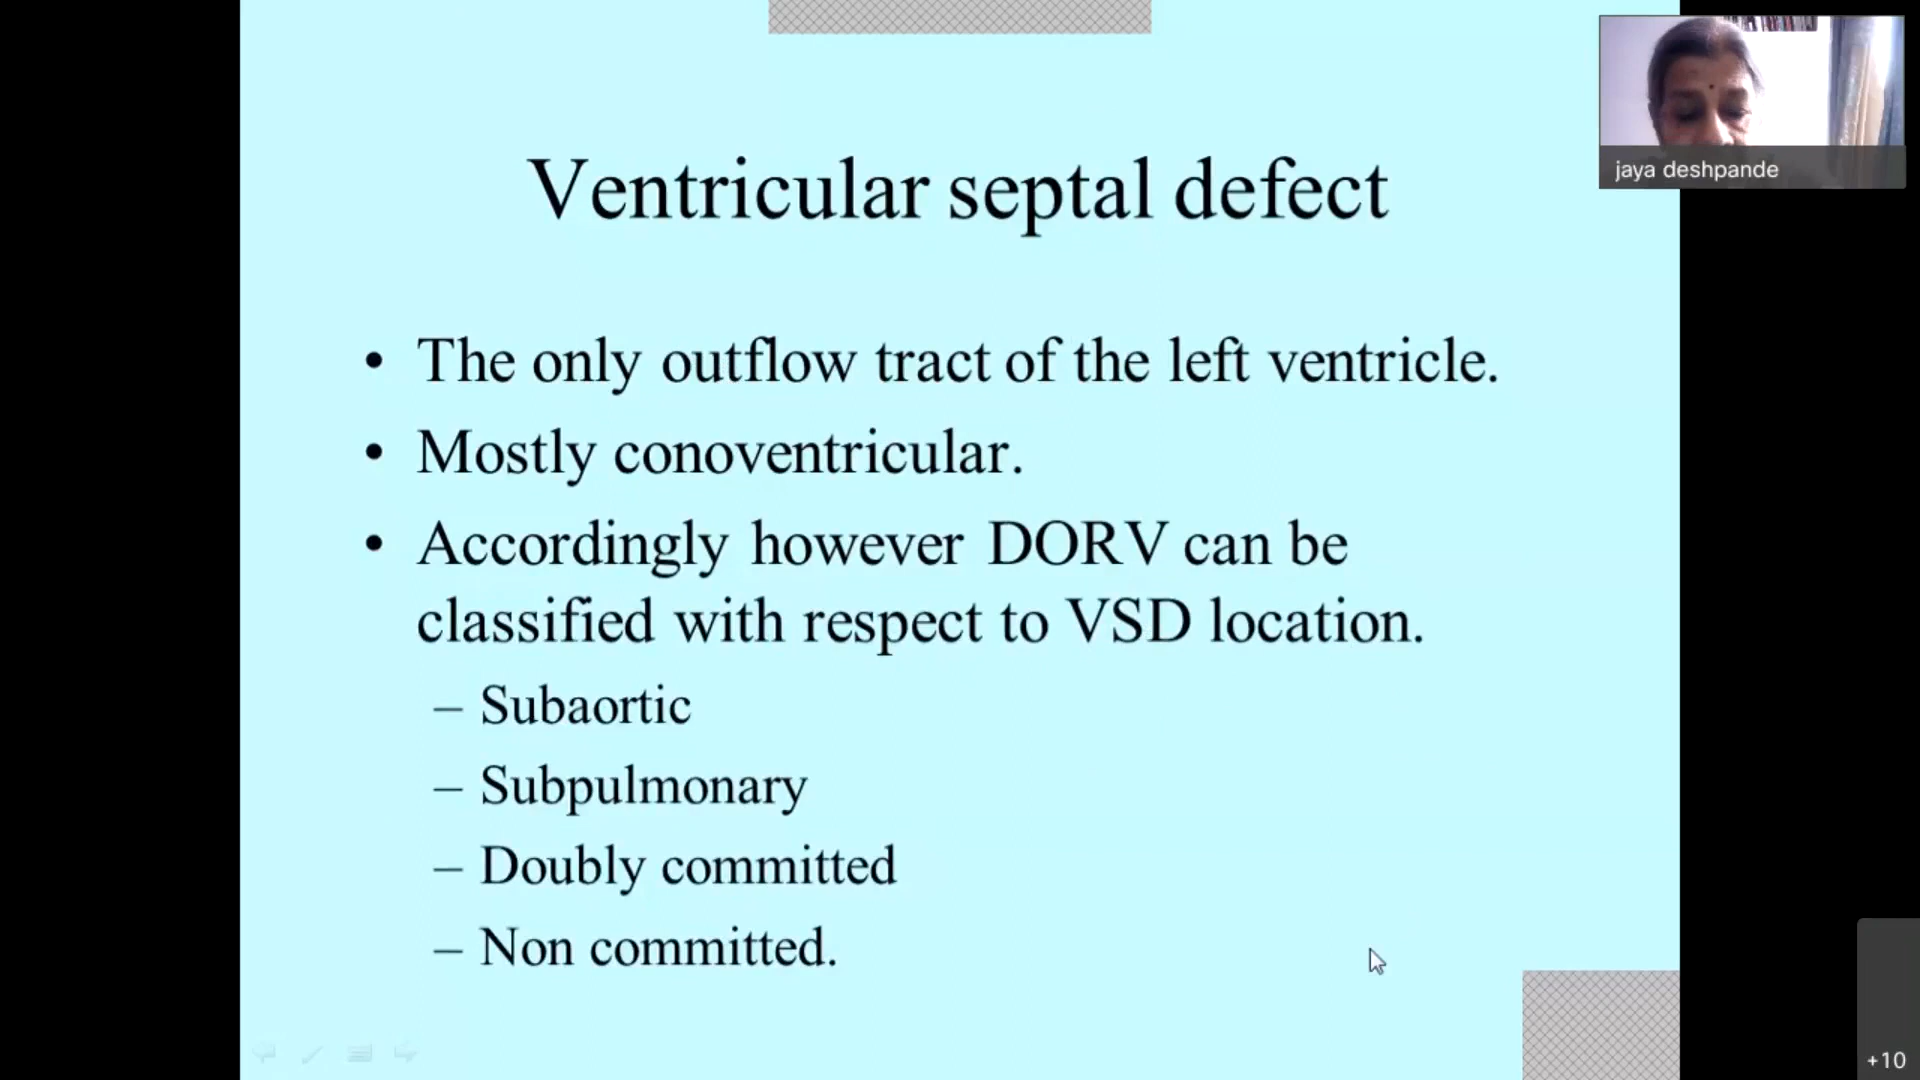 Ventricular septal defect
• The only outflow tract of the left ventricle.
• Mostly conoventricular.
• Accordingly however DORV can be
classified with respect to VSD location.
– Subaortic
– Subpulmonary
– Doubly committed
– Non committed.
jaya deshpande
+10